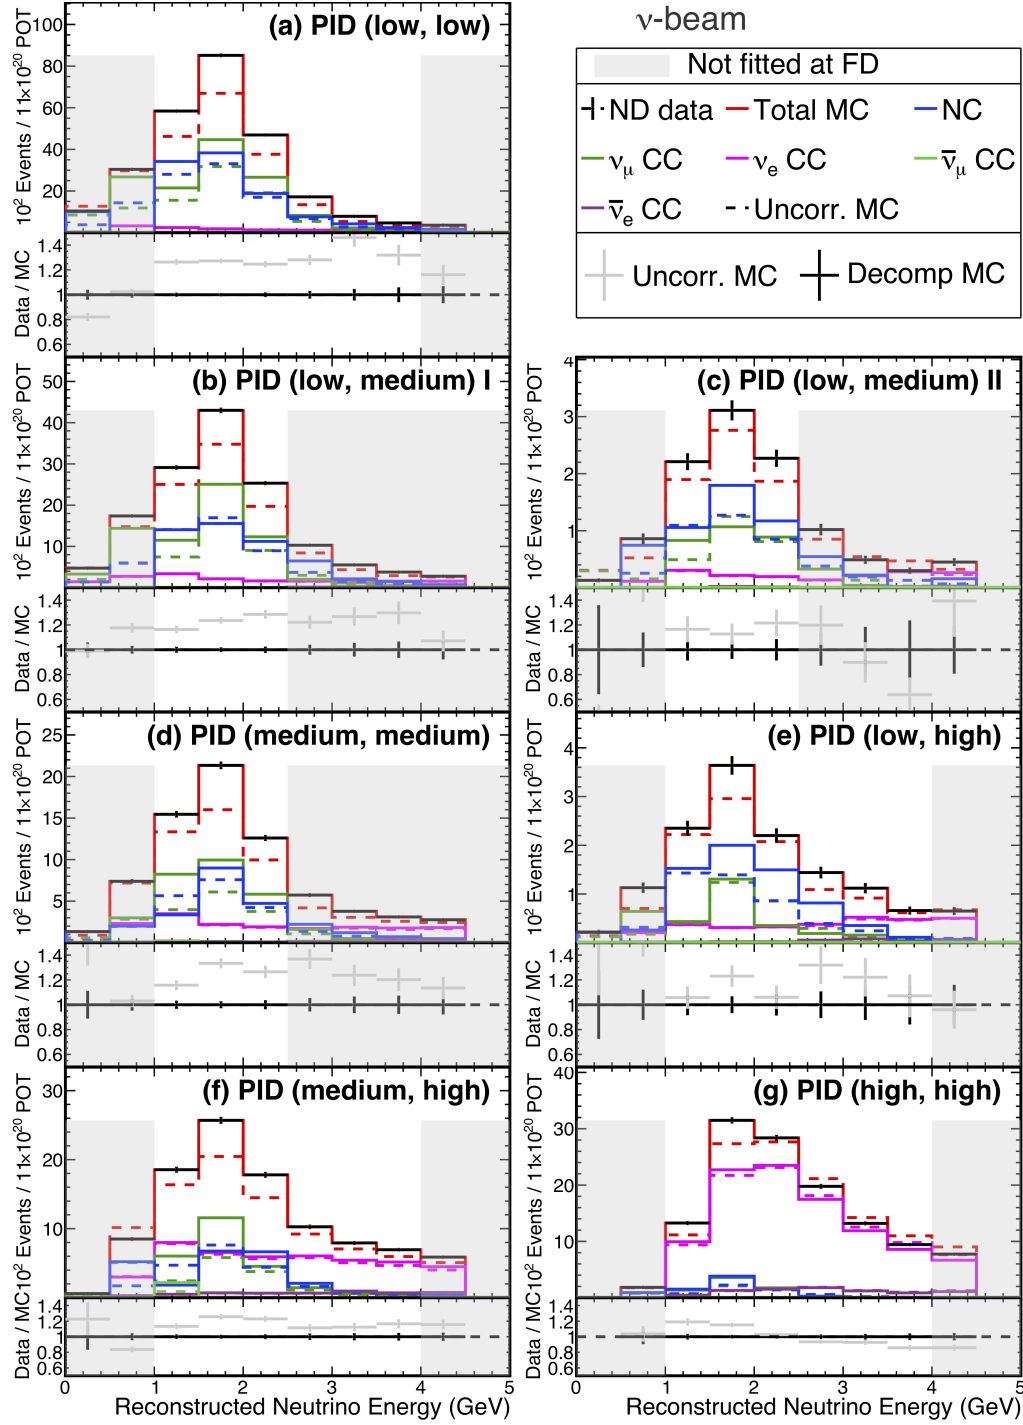 (a) PID (low, low)
100
80
60
40
20
10² Events / 11×10²⁰ POT
1.4
1.2
1
0.8
0.6
Data / MC
ν-beam
Not fitted at FD
ND data Total MC NC
νμ CC νe CC ν̅μ CC
ν̅e CC Uncorr. MC
Uncorr. MC Decomp MC
(b) PID (low, medium) I
50
40
30
20
10
10² Events / 11×10²⁰ POT
1.4
1.2
1
0.8
0.6
Data / MC
(c) PID (low, medium) II
4
3
2
1
10² Events / 11×10²⁰ POT
1.4
1.2
1
0.8
0.6
Data / MC
(d) PID (medium, medium)
25
20
15
10
5
10² Events / 11×10²⁰ POT
1.4
1.2
1
0.8
0.6
Data / MC
(e) PID (low, high)
4
3
2
1
10² Events / 11×10²⁰ POT
1.4
1.2
1
0.8
0.6
Data / MC
(f) PID (medium, high)
30
20
10
10² Events / 11×10²⁰ POT
1.4
1.2
1
0.8
0.6
Data / MC
0 1 2 3 4 5
Reconstructed Neutrino Energy (GeV)
(g) PID (high, high)
40
30
20
10
10² Events / 11×10²⁰ POT
1.4
1.2
1
0.8
0.6
Data / MC
0 1 2 3 4 5
Reconstructed Neutrino Energy (GeV)